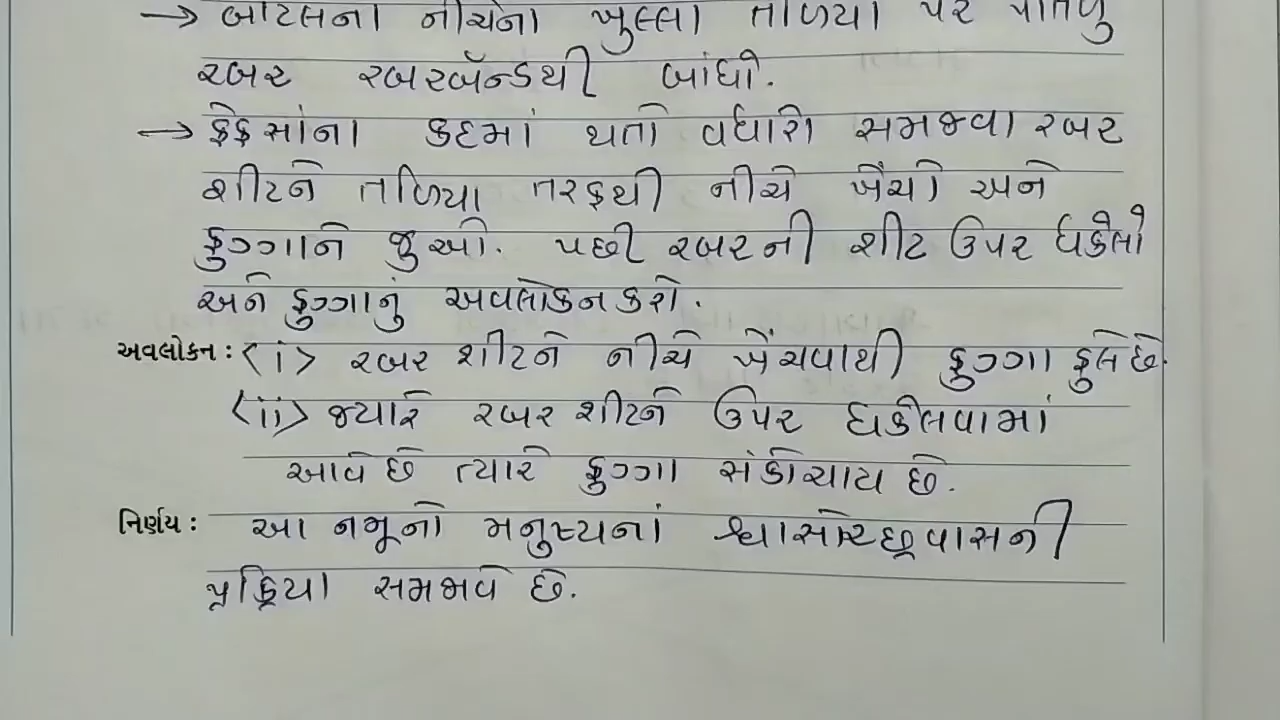 → બોટલના નીચેના ખુલ્લા તળિયા પર પાતળુ
રબર રબરબૅન્ડથી બાંધો.
→ ફેફસાંના કદમાં થતો વધારો સમજવા રબર
શીટને તળિયા તરફથી નીચે ખેંચો અને
ફુગ્ગાને જુઓ. પછી રબરની શીટ ઉપર ધકેલો
અને ફુગ્ગાનું અવલોકન કરો.
અવલોકન : <i> રબર શીટને નીચે ખેંચવાથી ફુગ્ગા ફુલે છે.
<ii> જ્યારે રબર શીટને ઉપર ધકેલવામાં
આવે છે ત્યારે ફુગ્ગા સંકોચાય છે.
નિર્ણય : આ નમૂનો મનુષ્યનાં શ્વાસોચ્છ્વાસની
પ્રક્રિયા સમજાવે છે.